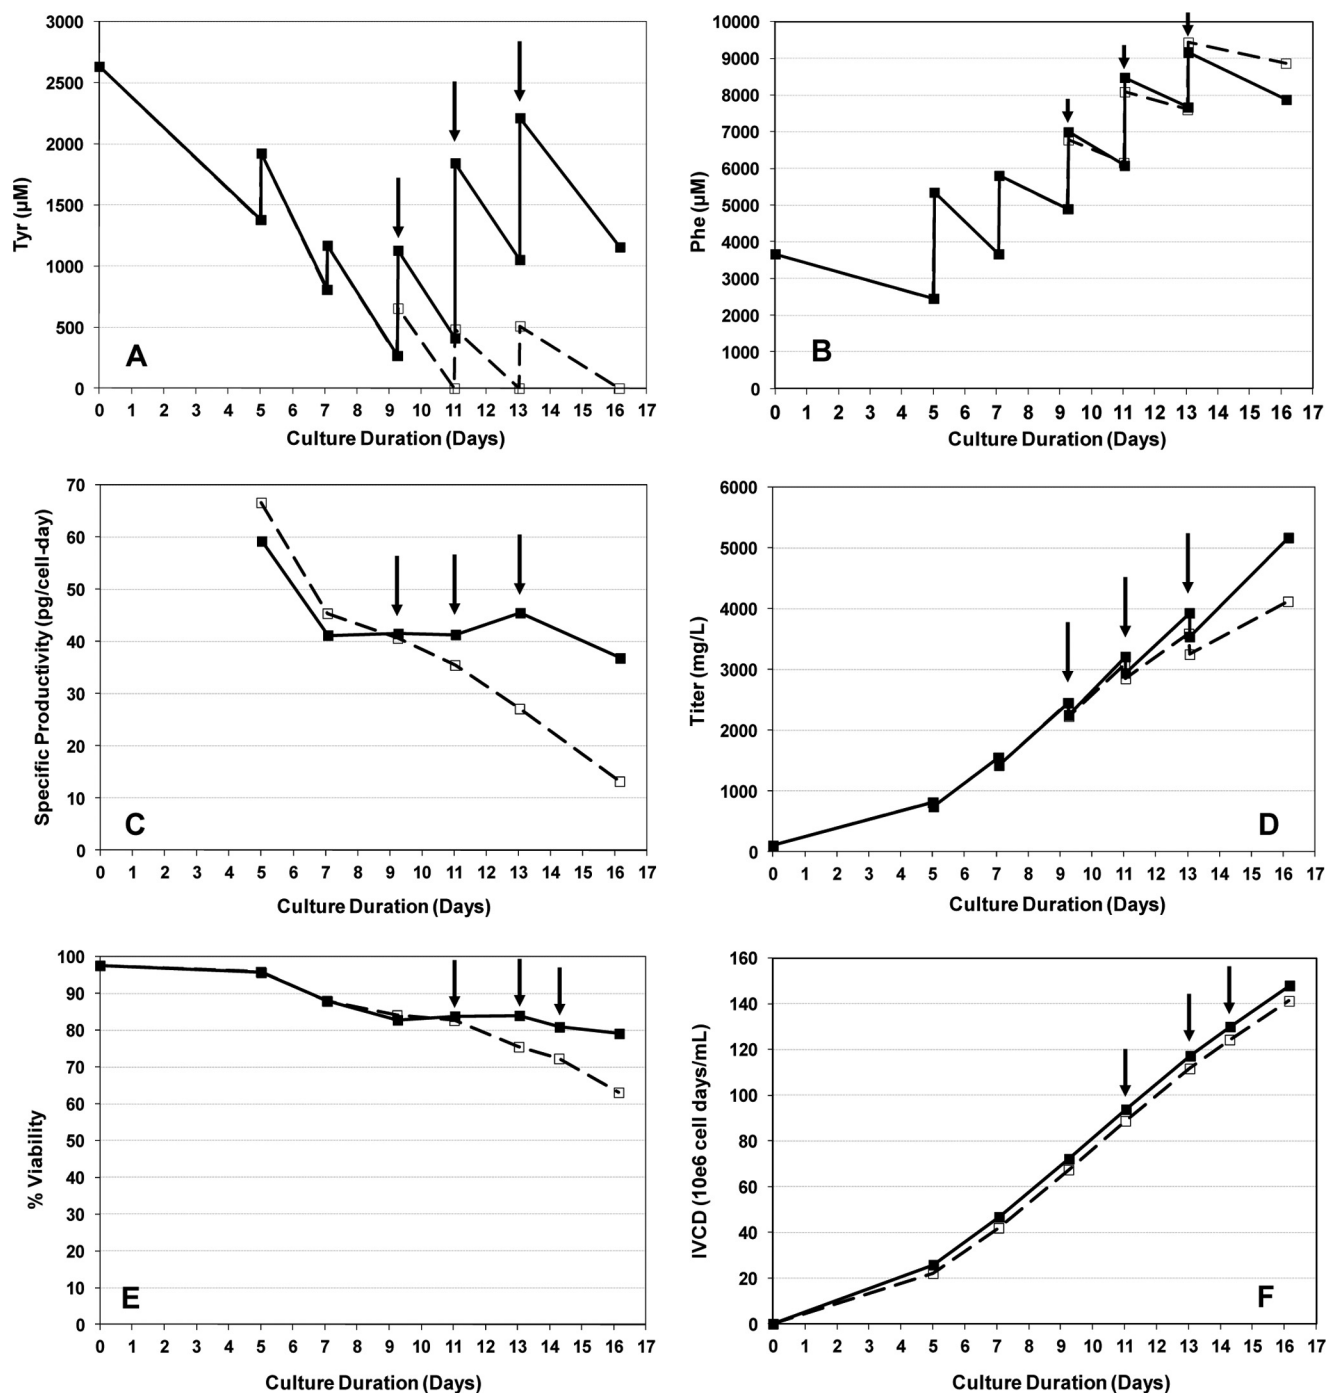 3000
2500
2000
1500
1000
500
0
Tyr (µM)
A
0 1 2 3 4 5 6 7 8 9 10 11 12 13 14 15 16 17
Culture Duration (Days)
10000
9000
8000
7000
6000
5000
4000
3000
2000
1000
0
Phe (µM)
B
0 1 2 3 4 5 6 7 8 9 10 11 12 13 14 15 16 17
Culture Duration (Days)
70
60
50
40
30
20
10
0
Specific Productivity (pg/cell-day)
C
0 1 2 3 4 5 6 7 8 9 10 11 12 13 14 15 16 17
Culture Duration (Days)
6000
5000
4000
3000
2000
1000
0
Titer (mg/L)
D
0 1 2 3 4 5 6 7 8 9 10 11 12 13 14 15 16 17
Culture Duration (Days)
100
90
80
70
60
50
40
30
20
10
0
% Viability
E
0 1 2 3 4 5 6 7 8 9 10 11 12 13 14 15 16 17
Culture Duration (Days)
160
140
120
100
80
60
40
20
0
IVCD (10e6 cell days/mL)
F
0 1 2 3 4 5 6 7 8 9 10 11 12 13 14 15 16 17
Culture Duration (Days)